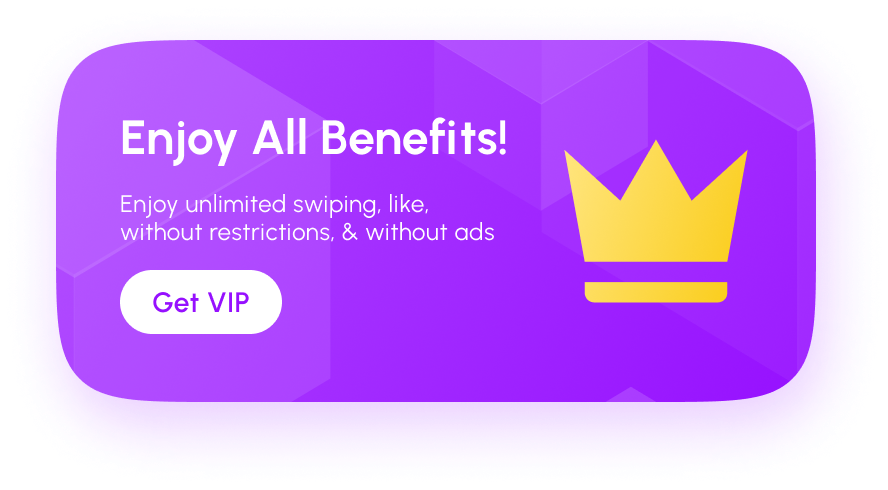 Enjoy All Benefits!
Enjoy unlimited swiping, like,
without restrictions, & without ads
Get VIP